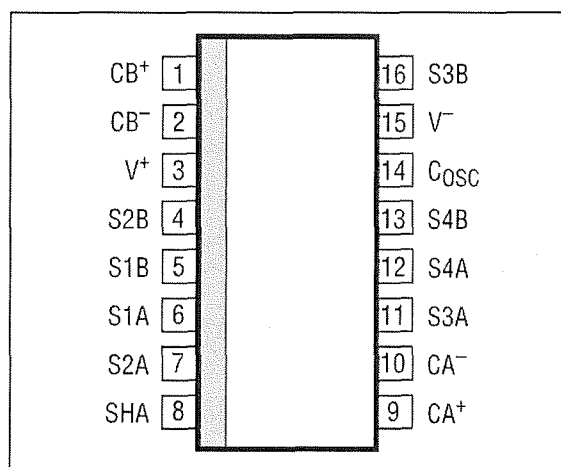 CB+ 1 16 S3B
CB− 2 15 V−
V+ 3 14 COSC
S2B 4 13 S4B
S1B 5 12 S4A
S1A 6 11 S3A
S2A 7 10 CA−
SHA 8 9 CA+